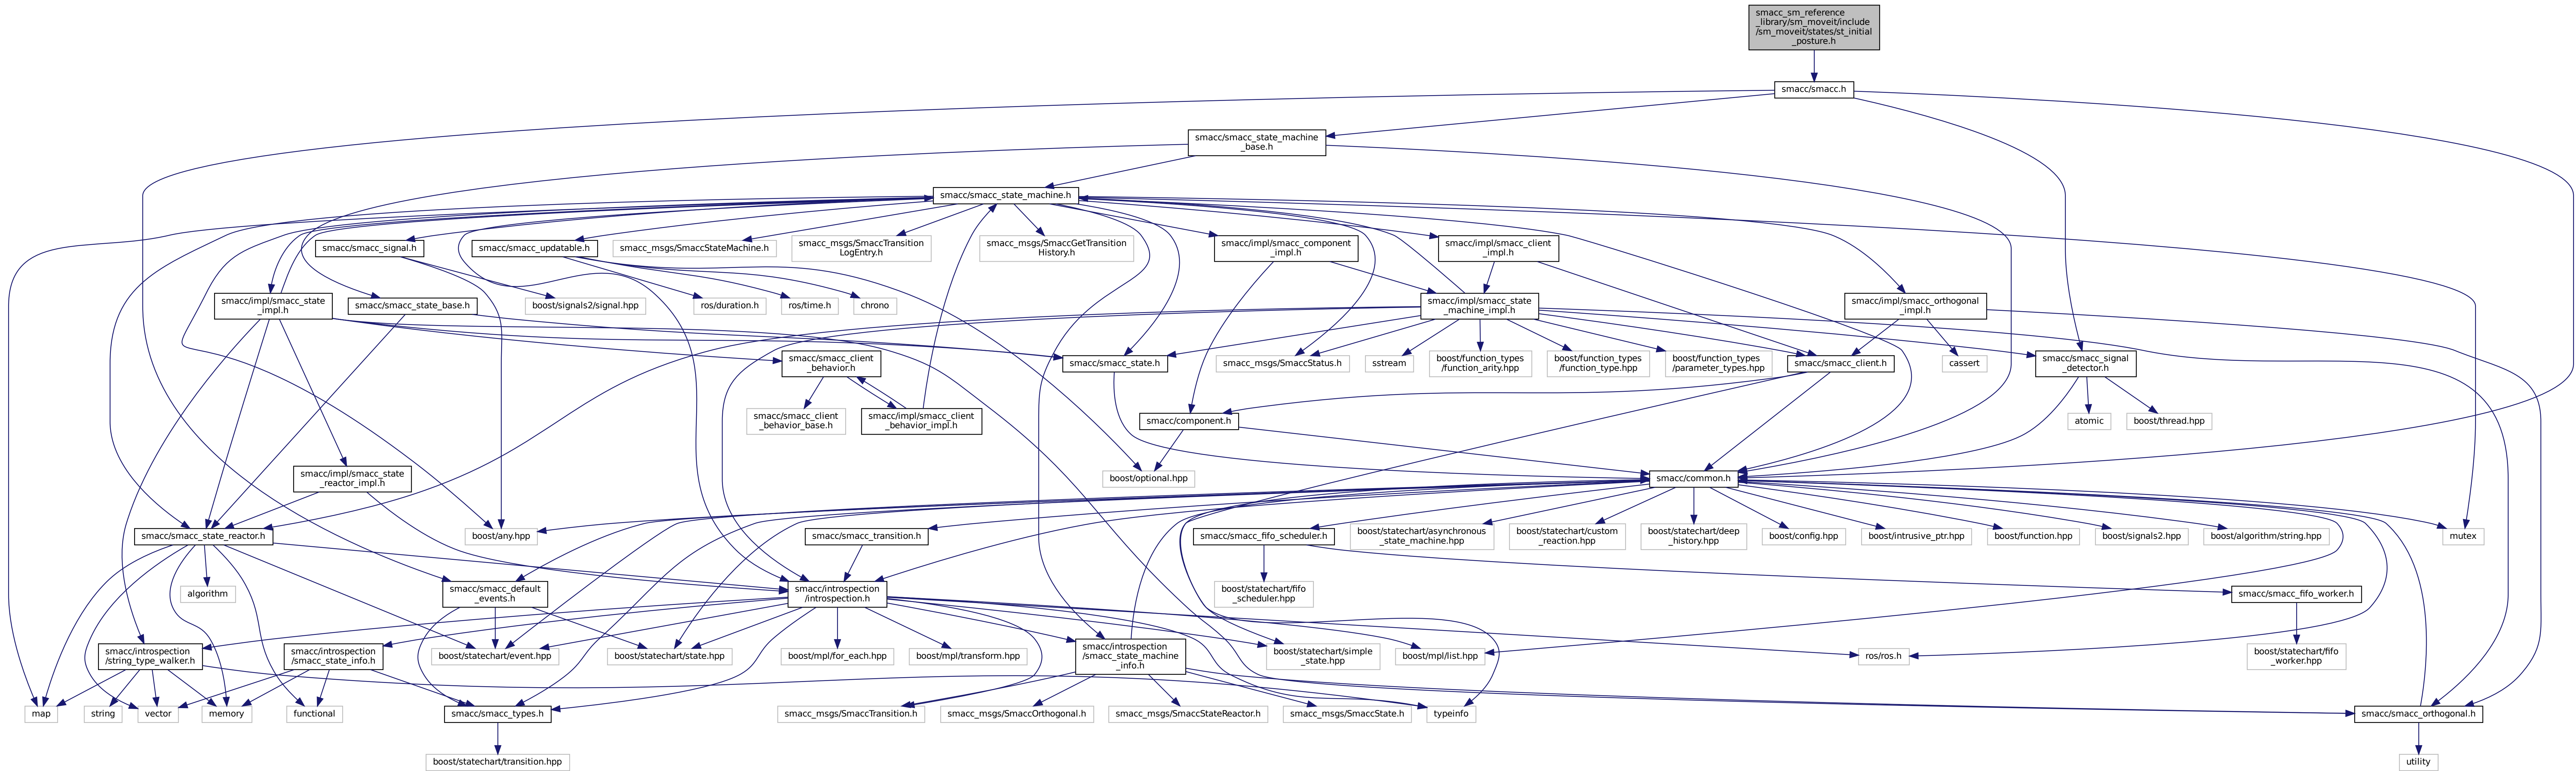 smacc_sm_reference
_library/sm_moveit/include
/sm_moveit/states/st_initial
_posture.h
smacc/smacc.h
smacc/smacc_state_machine
_base.h
smacc/smacc_state_machine.h
smacc/smacc_signal.h
smacc/smacc_updatable.h
smacc_msgs/SmaccStateMachine.h
smacc_msgs/SmaccTransition
LogEntry.h
smacc_msgs/SmaccGetTransition
History.h
smacc/impl/smacc_component
_impl.h
smacc/impl/smacc_client
_impl.h
smacc/impl/smacc_state
_impl.h
smacc/smacc_state_base.h
boost/signals2/signal.hpp
ros/duration.h
ros/time.h
chrono
smacc/impl/smacc_state
_machine_impl.h
smacc/impl/smacc_orthogonal
_impl.h
smacc/smacc_client
_behavior.h
smacc/smacc_state.h
smacc_msgs/SmaccStatus.h
sstream
boost/function_types
/function_arity.hpp
boost/function_types
/function_type.hpp
boost/function_types
/parameter_types.hpp
smacc/smacc_client.h
cassert
smacc/smacc_signal
_detector.h
smacc/smacc_client
_behavior_base.h
smacc/impl/smacc_client
_behavior_impl.h
smacc/component.h
atomic
boost/thread.hpp
smacc/impl/smacc_state
_reactor_impl.h
boost/optional.hpp
smacc/common.h
smacc/smacc_state_reactor.h
boost/any.hpp
smacc/smacc_transition.h
smacc/smacc_fifo_scheduler.h
boost/statechart/asynchronous
_state_machine.hpp
boost/statechart/custom
_reaction.hpp
boost/statechart/deep
_history.hpp
boost/config.hpp
boost/intrusive_ptr.hpp
boost/function.hpp
boost/signals2.hpp
boost/algorithm/string.hpp
mutex
algorithm
smacc/smacc_default
_events.h
smacc/introspection
/introspection.h
boost/statechart/fifo
_scheduler.hpp
smacc/smacc_fifo_worker.h
smacc/introspection
/string_type_walker.h
smacc/introspection
/smacc_state_info.h
boost/statechart/event.hpp
boost/statechart/state.hpp
boost/mpl/for_each.hpp
boost/mpl/transform.hpp
smacc/introspection
/smacc_state_machine
_info.h
boost/statechart/simple
_state.hpp
boost/mpl/list.hpp
ros/ros.h
boost/statechart/fifo
_worker.hpp
map
string
vector
memory
functional
smacc/smacc_types.h
smacc_msgs/SmaccTransition.h
smacc_msgs/SmaccOrthogonal.h
smacc_msgs/SmaccStateReactor.h
smacc_msgs/SmaccState.h
typeinfo
smacc/smacc_orthogonal.h
boost/statechart/transition.hpp
utility